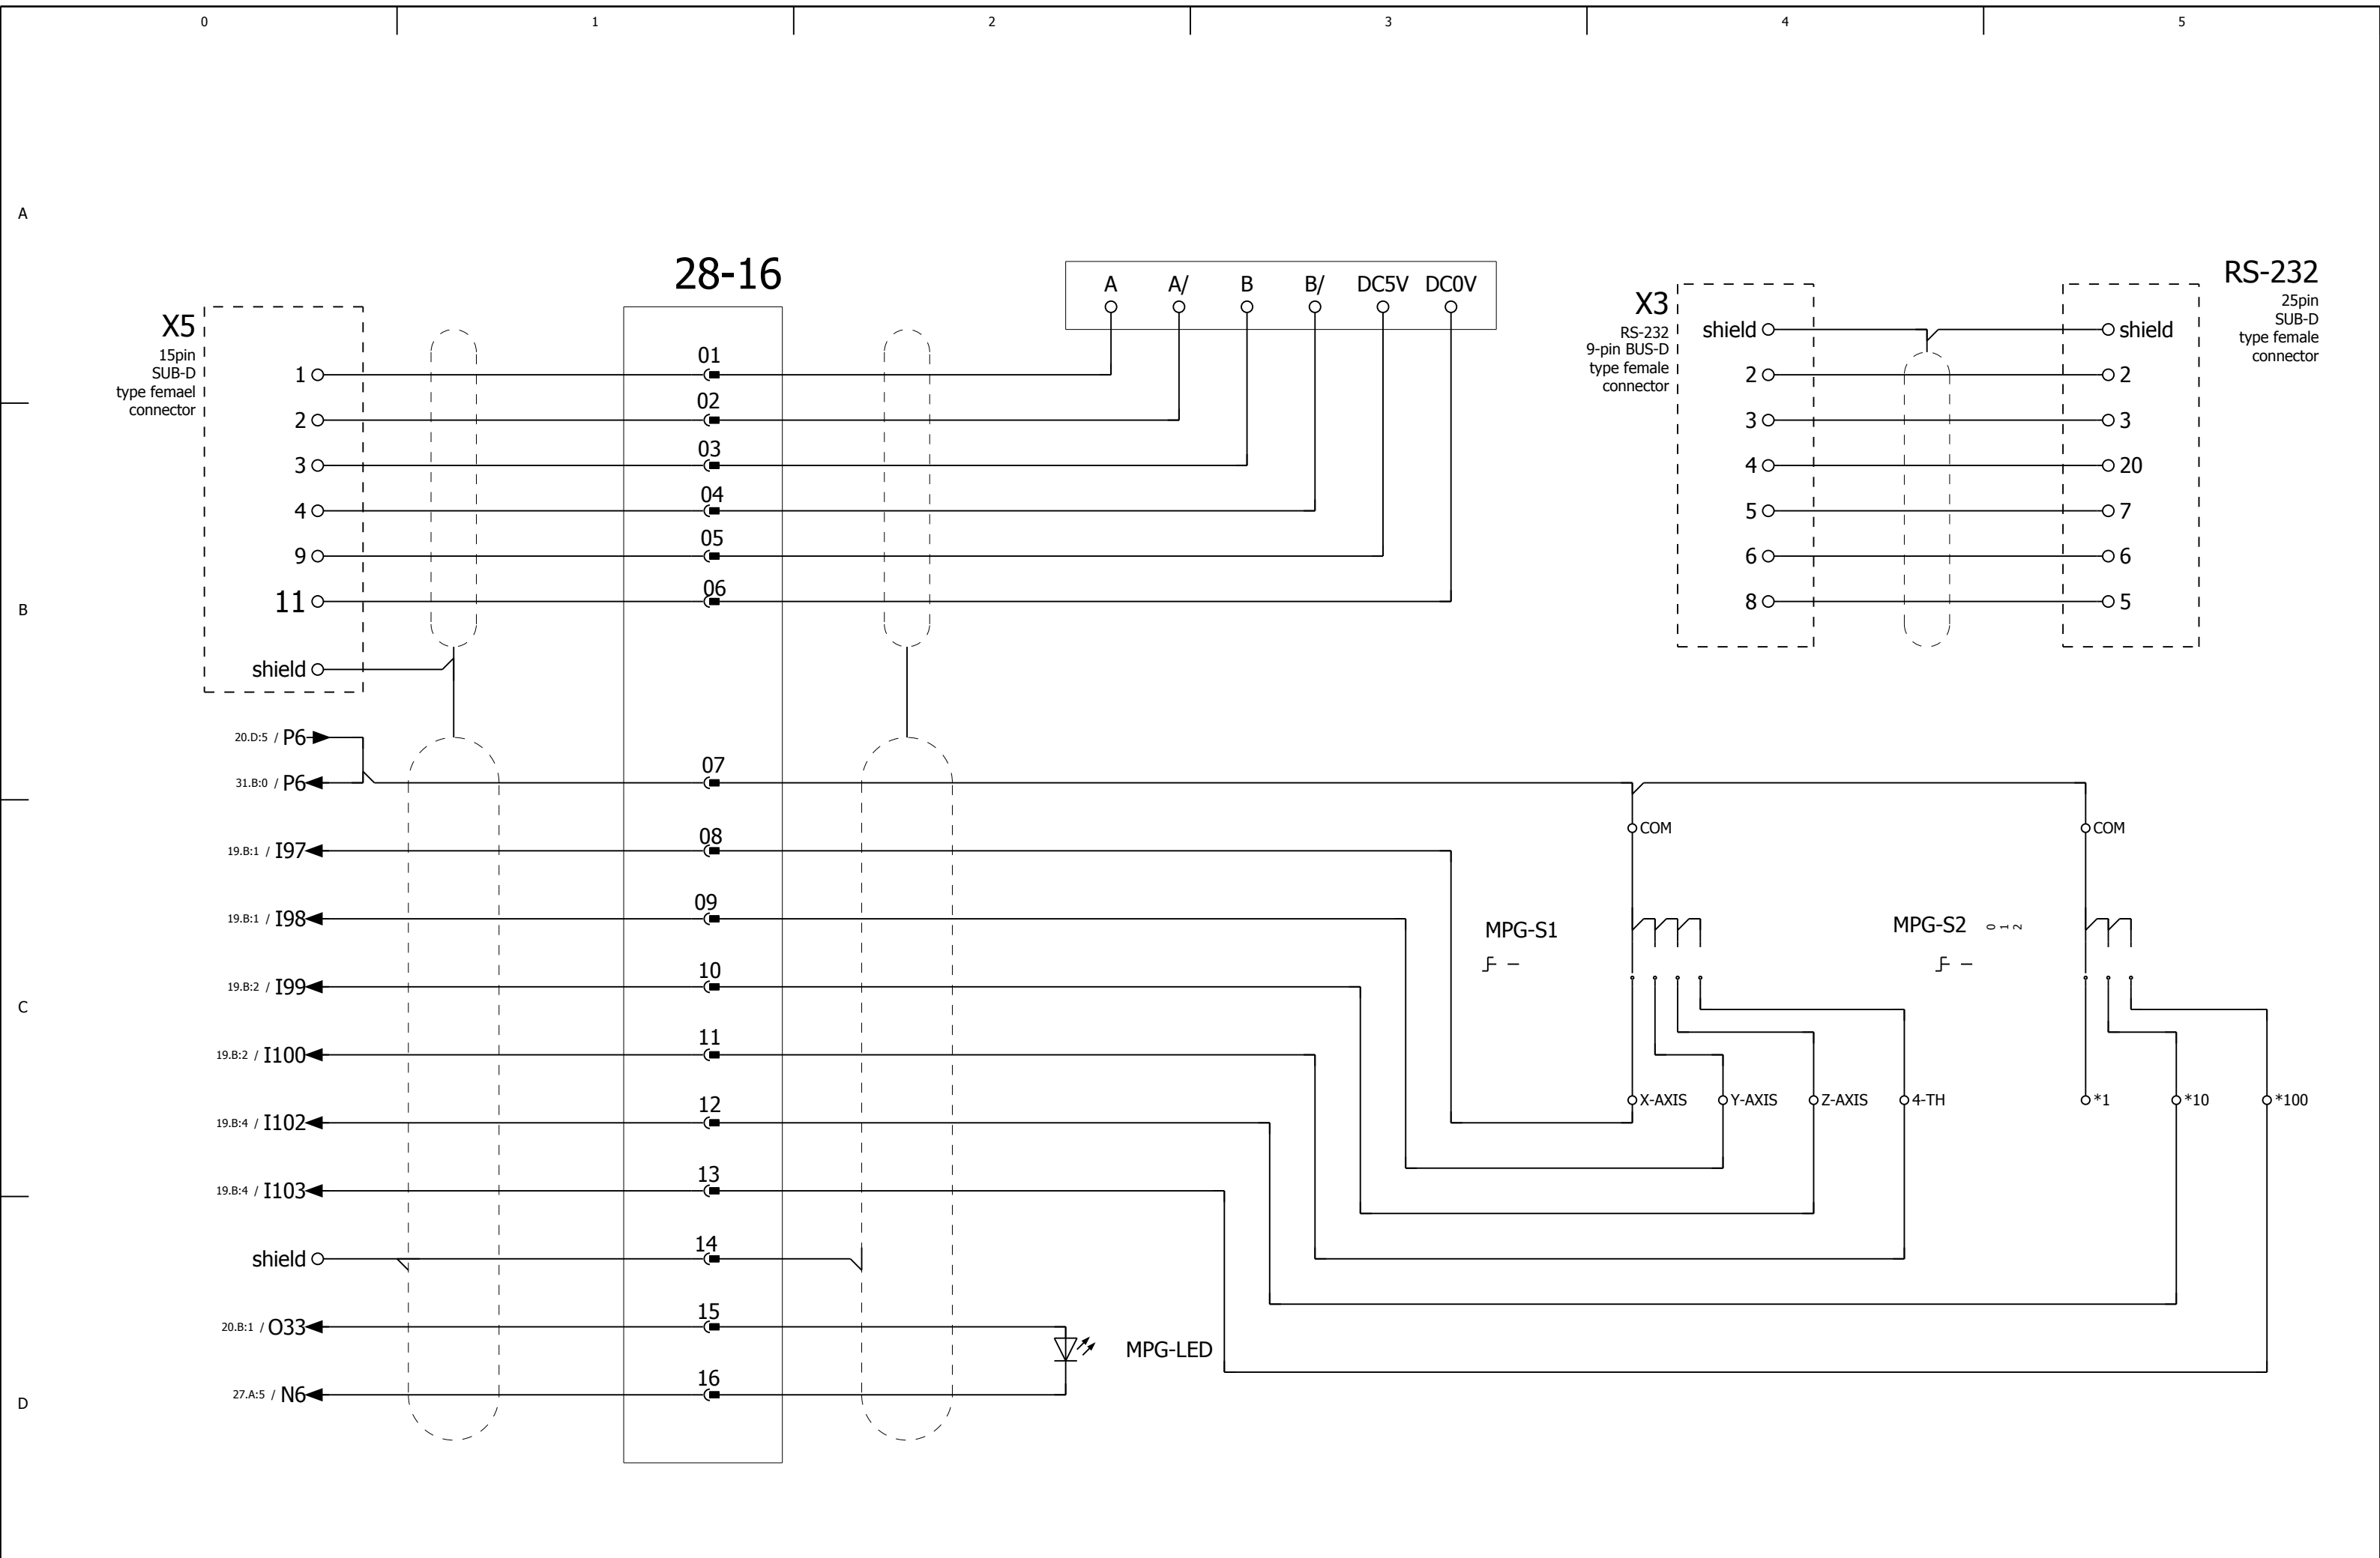 0 1 2 3 4 5
A
B
C
D
28-16
X5
15pin
SUB-D
type femael
connector
1
2
3
4
9
11
shield
01
02
03
04
05
06
A A/ B B/ DC5V DC0V
X3
RS-232
9-pin BUS-D
type female
connector
shield
2
3
4
5
6
8
RS-232
25pin
SUB-D
type female
connector
shield
2
3
20
7
6
5
20.D:5 / P6
31.B:0 / P6
07
19.B:1 / I97
08
19.B:1 / I98
09
19.B:2 / I99
10
19.B:2 / I100
11
19.B:4 / I102
12
19.B:4 / I103
13
shield
14
20.B:1 / O33
15
27.A:5 / N6
16
MPG-LED
COM
COM
MPG-S1
MPG-S2
0
1
2
X-AXIS Y-AXIS Z-AXIS 4-TH
*1 *10 *100